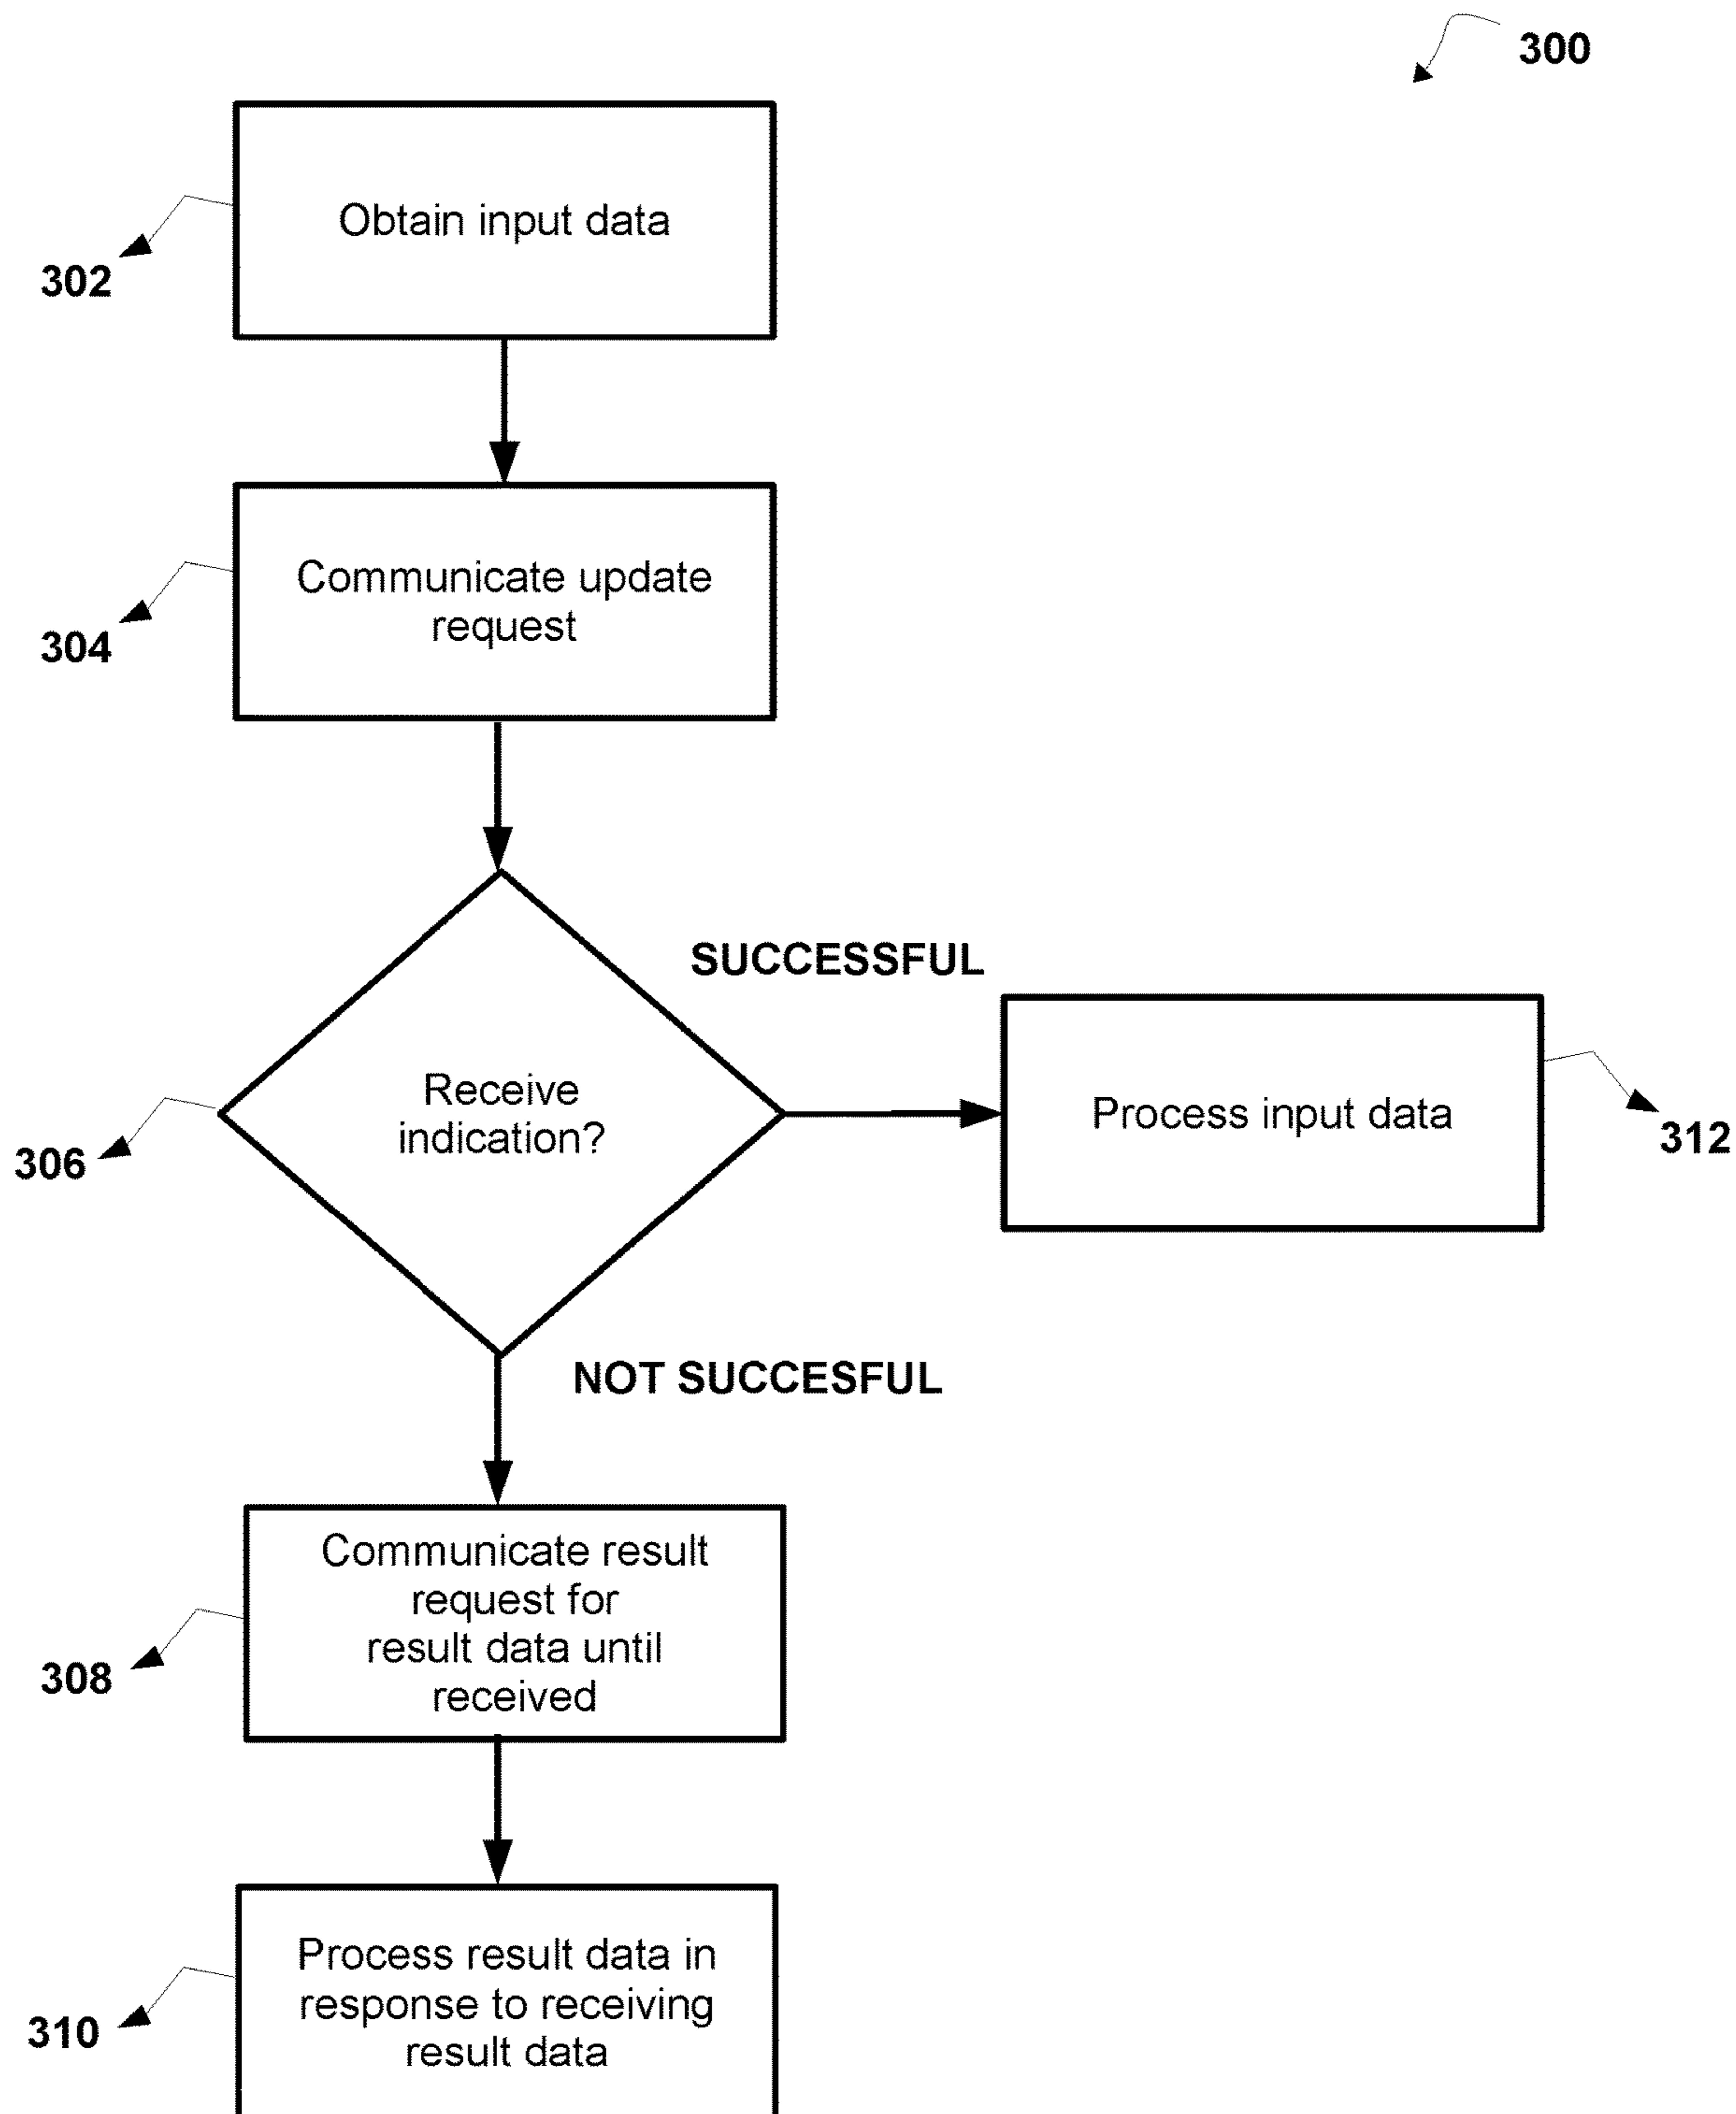 300
Obtain input data
302
Communicate update
request
304
SUCCESSFUL
Receive
indication?
306
Process input data
312
NOT SUCCESFUL
Communicate result
request for
result data until
received
308
Process result data in
response to receiving
result data
310